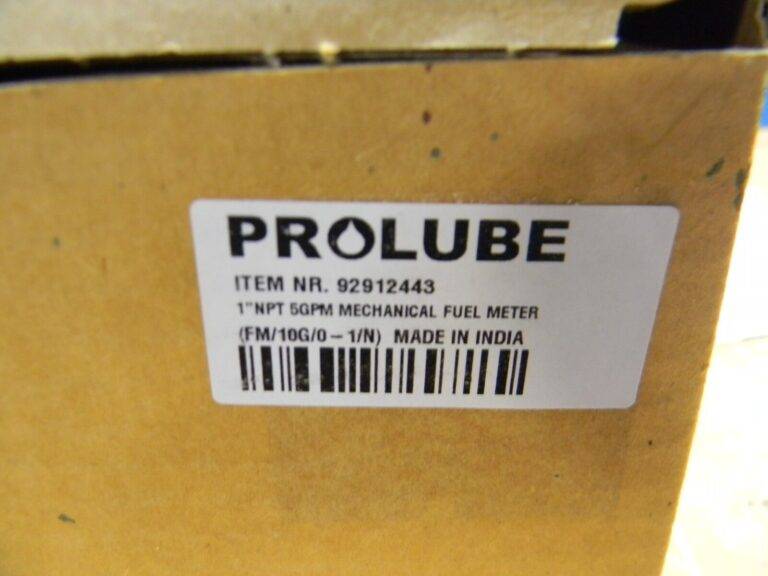 PROLUBE
ITEM NR. 92912443
1"NPT 5GPM MECHANICAL FUEL METER
(FM/10G/0-1/N) MADE IN INDIA